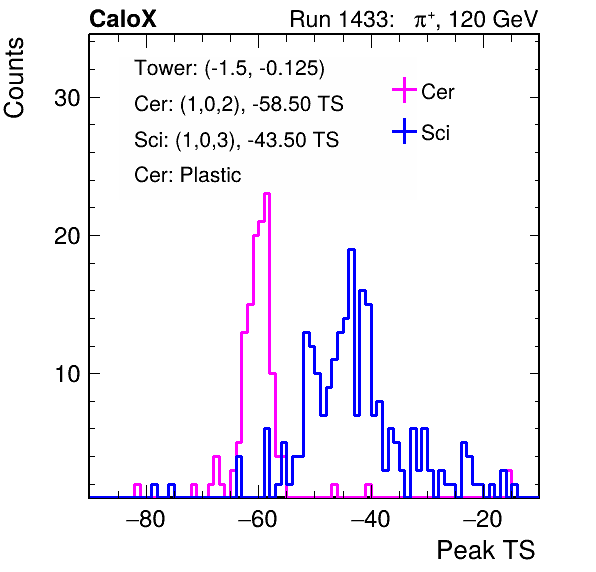 CaloX Run 1433: π⁺, 120 GeV
Counts
Tower: (-1.5, -0.125)
Cer: (1,0,2), -58.50 TS
Sci: (1,0,3), -43.50 TS
Cer: Plastic
Cer
Sci
30
20
10
−80 −60 −40 −20
Peak TS